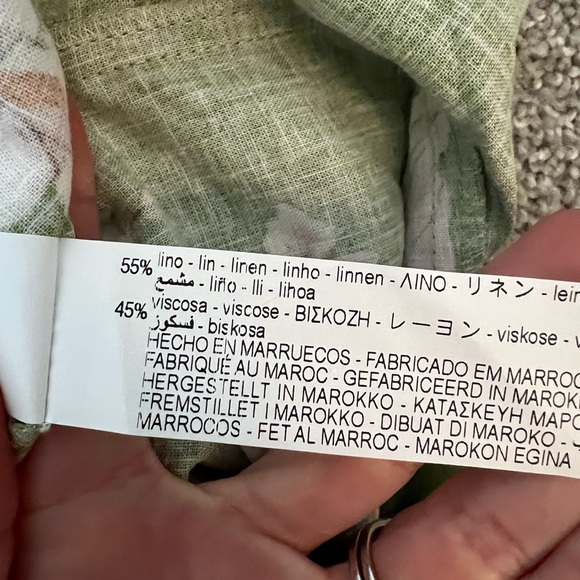 55% lino - lin - linen - linho - linnen - ΛΙΝΟ - リネン - lein
مشمع - liño - lli - lihoa
45% viscosa - viscose - ΒΙΣΚΟΖΗ - レーヨン - viskose - v
فسكوز - biskosa
HECHO EN MARRUECOS - FABRICADO EM MARROC
FABRIQUÉ AU MAROC - GEFABRICEERD IN MAROK
HERGESTELLT IN MAROKKO - ΚΑΤΑΣΚΕΥΗ ΜΑΡΟ
FREMSTILLET I MAROKKO - DIBUAT DI MAROKO -
MARROCOS - FET AL MARROC - MAROKON EGINA